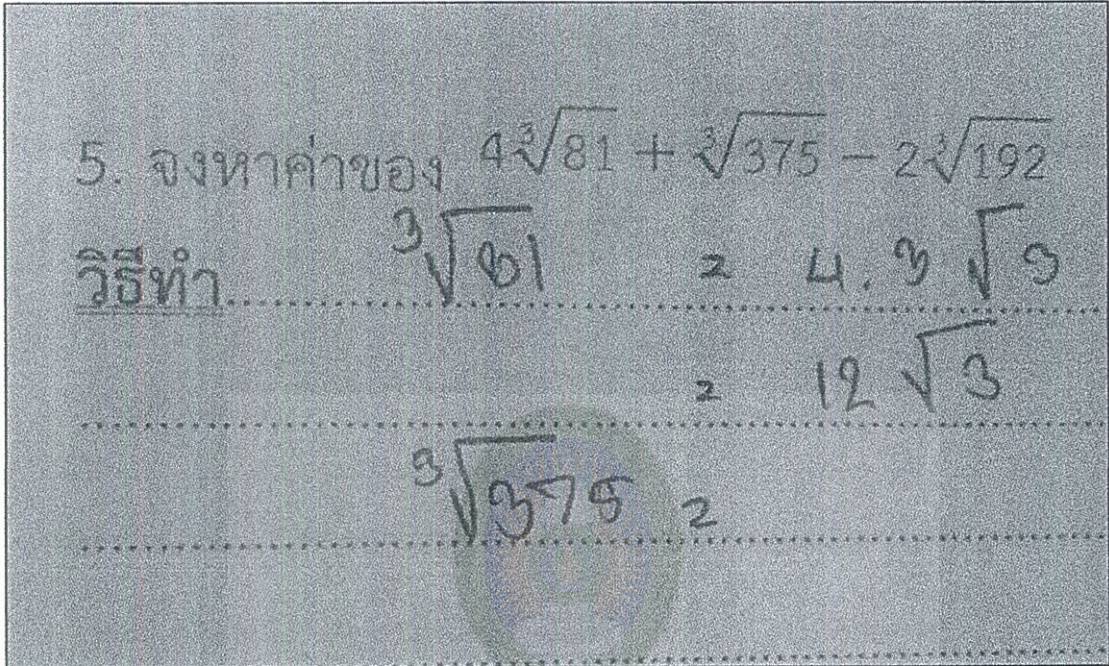 5. จงหาค่าของ 4∛81 + ∛375 − 2∛192
วิธีทำ ∛81 = 4.3 √3
= 12 √3
∛375 =